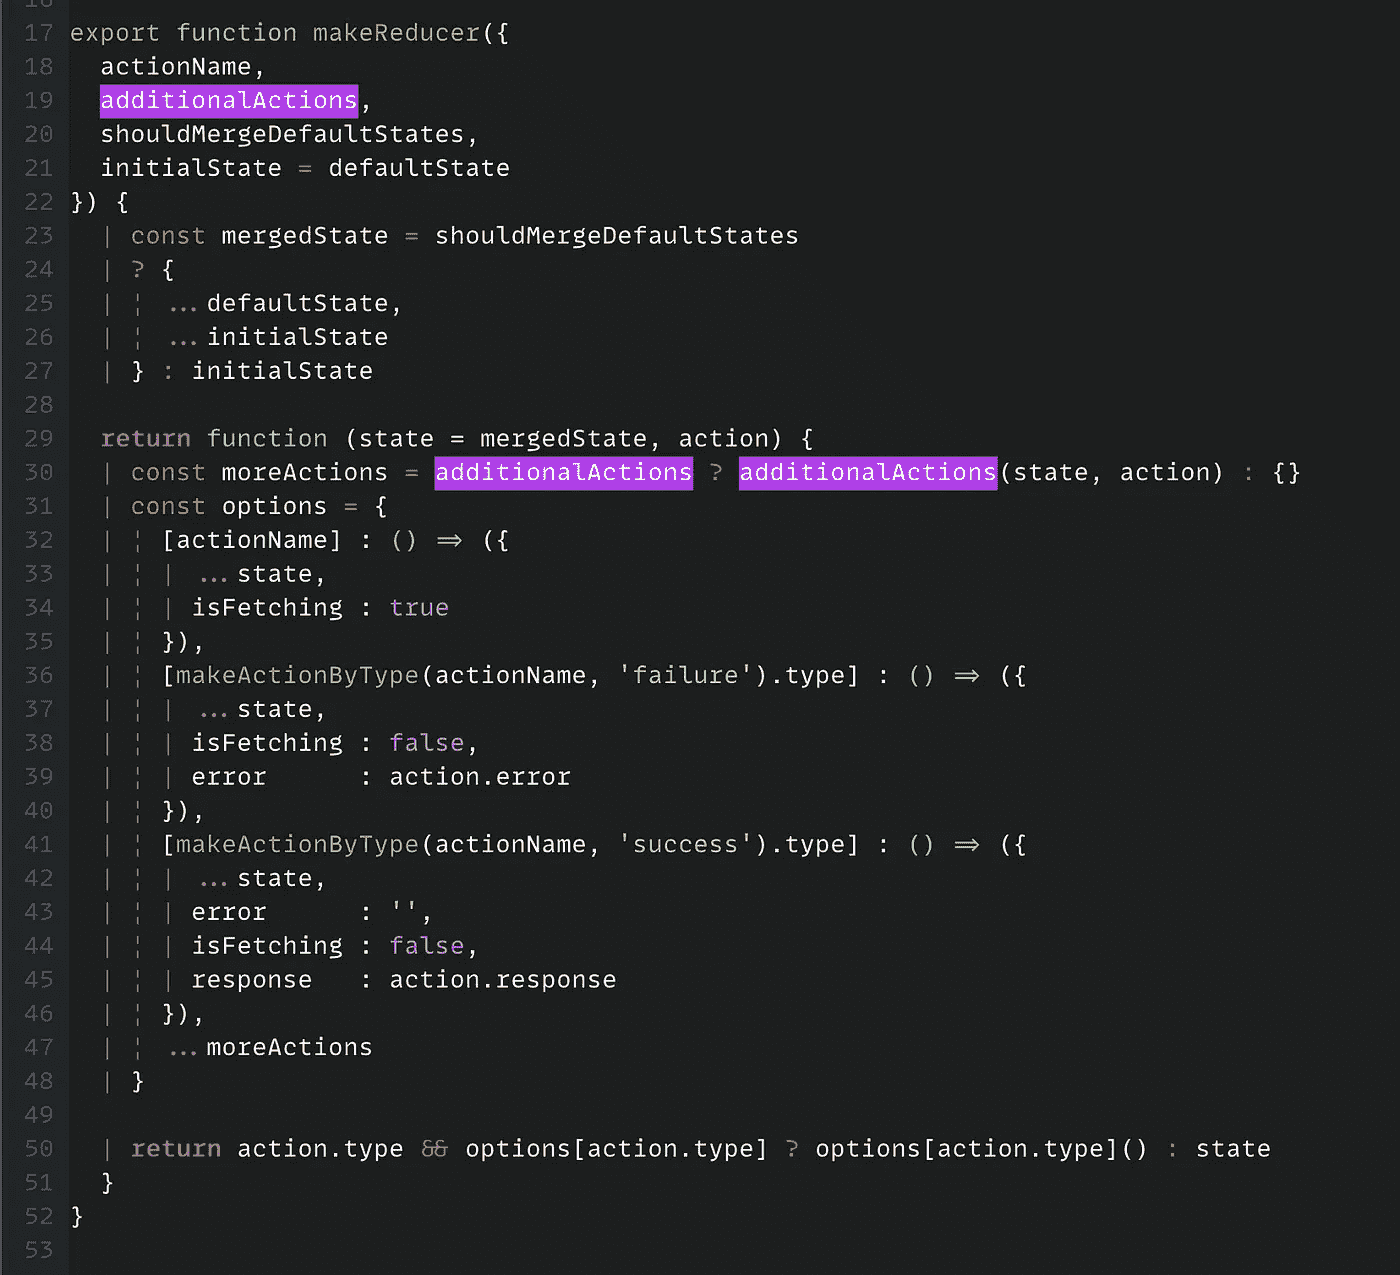 16
17 export function makeReducer({
18 actionName,
19 additionalActions,
20 shouldMergeDefaultStates,
21 initialState = defaultState
22 }) {
23 const mergedState = shouldMergeDefaultStates
24 ? {
25 ...defaultState,
26 ...initialState
27 } : initialState
28
29 return function (state = mergedState, action) {
30 const moreActions = additionalActions ? additionalActions(state, action) : {}
31 const options = {
32 [actionName] : () => ({
33 ...state,
34 isFetching : true
35 }),
36 [makeActionByType(actionName, 'failure').type] : () => ({
37 ...state,
38 isFetching : false,
39 error : action.error
40 }),
41 [makeActionByType(actionName, 'success').type] : () => ({
42 ...state,
43 error : '',
44 isFetching : false,
45 response : action.response
46 }),
47 ...moreActions
48 }
49
50 return action.type && options[action.type] ? options[action.type]() : state
51 }
52 }
53